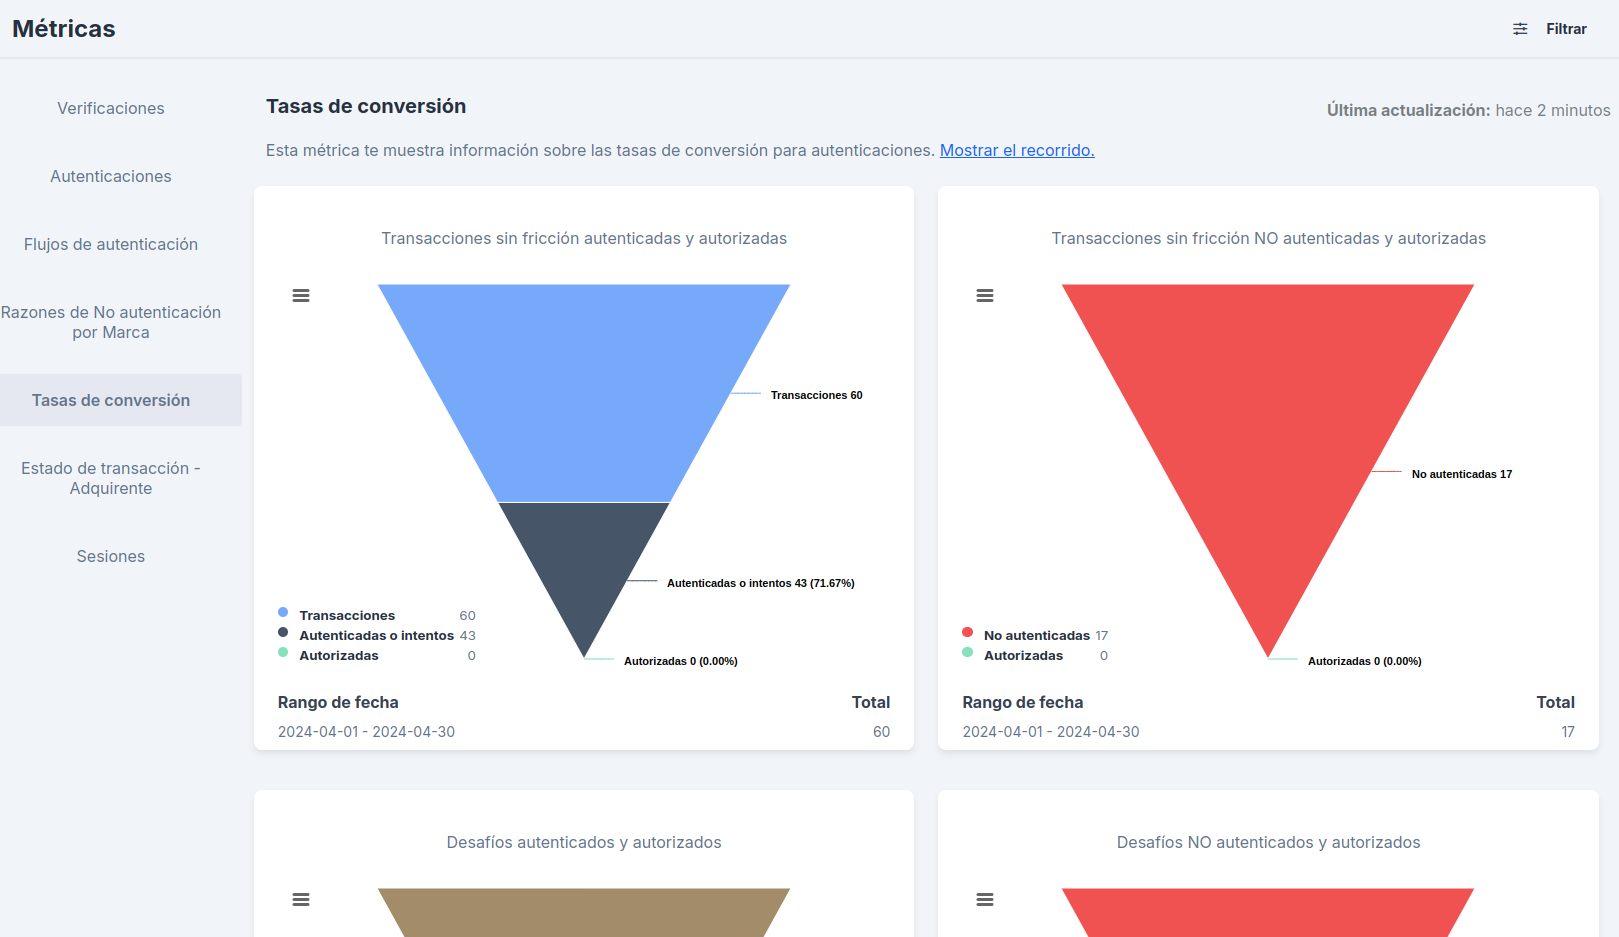 Métricas
Filtrar
Verificaciones
Autenticaciones
Flujos de autenticación
Razones de No autenticación
por Marca
Tasas de conversión
Estado de transacción -
Adquirente
Sesiones
Tasas de conversión
Última actualización: hace 2 minutos
Esta métrica te muestra información sobre las tasas de conversión para autenticaciones. Mostrar el recorrido.
Transacciones sin fricción autenticadas y autorizadas
Transacciones 60
Autenticadas o intentos 43 (71.67%)
Autorizadas 0 (0.00%)
Transacciones 60
Autenticadas o intentos 43
Autorizadas 0
Rango de fecha Total
2024-04-01 - 2024-04-30 60
Transacciones sin fricción NO autenticadas y autorizadas
No autenticadas 17
Autorizadas 0 (0.00%)
No autenticadas 17
Autorizadas 0
Rango de fecha Total
2024-04-01 - 2024-04-30 17
Desafíos autenticados y autorizados
Desafíos NO autenticados y autorizados